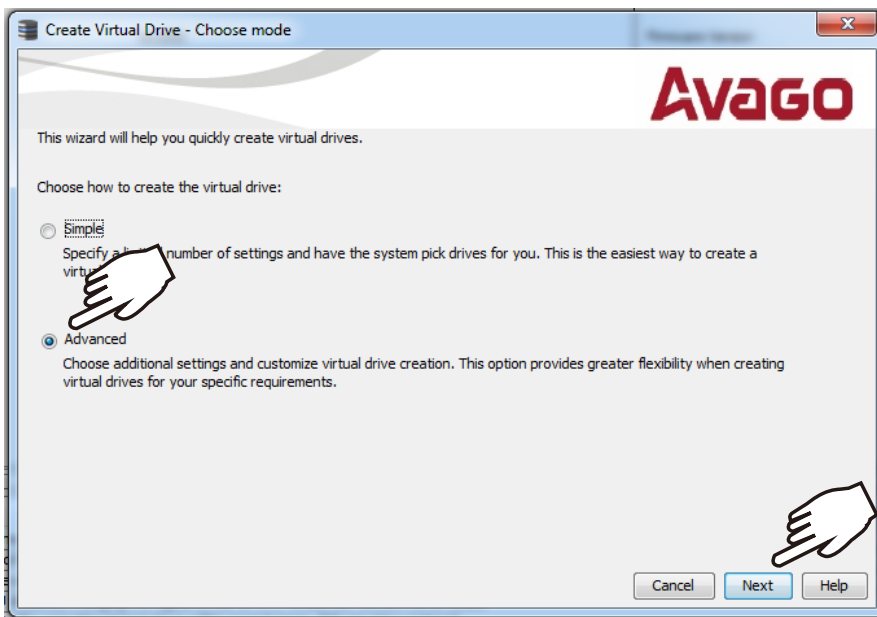 Create Virtual Drive - Choose mode
AVAGO
This wizard will help you quickly create virtual drives.
Choose how to create the virtual drive:
Simple
Specify a number of settings and have the system pick drives for you. This is the easiest way to create a
Advanced
Choose additional settings and customize virtual drive creation. This option provides greater flexibility when creating
virtual drives for your specific requirements.
Cancel Next Help